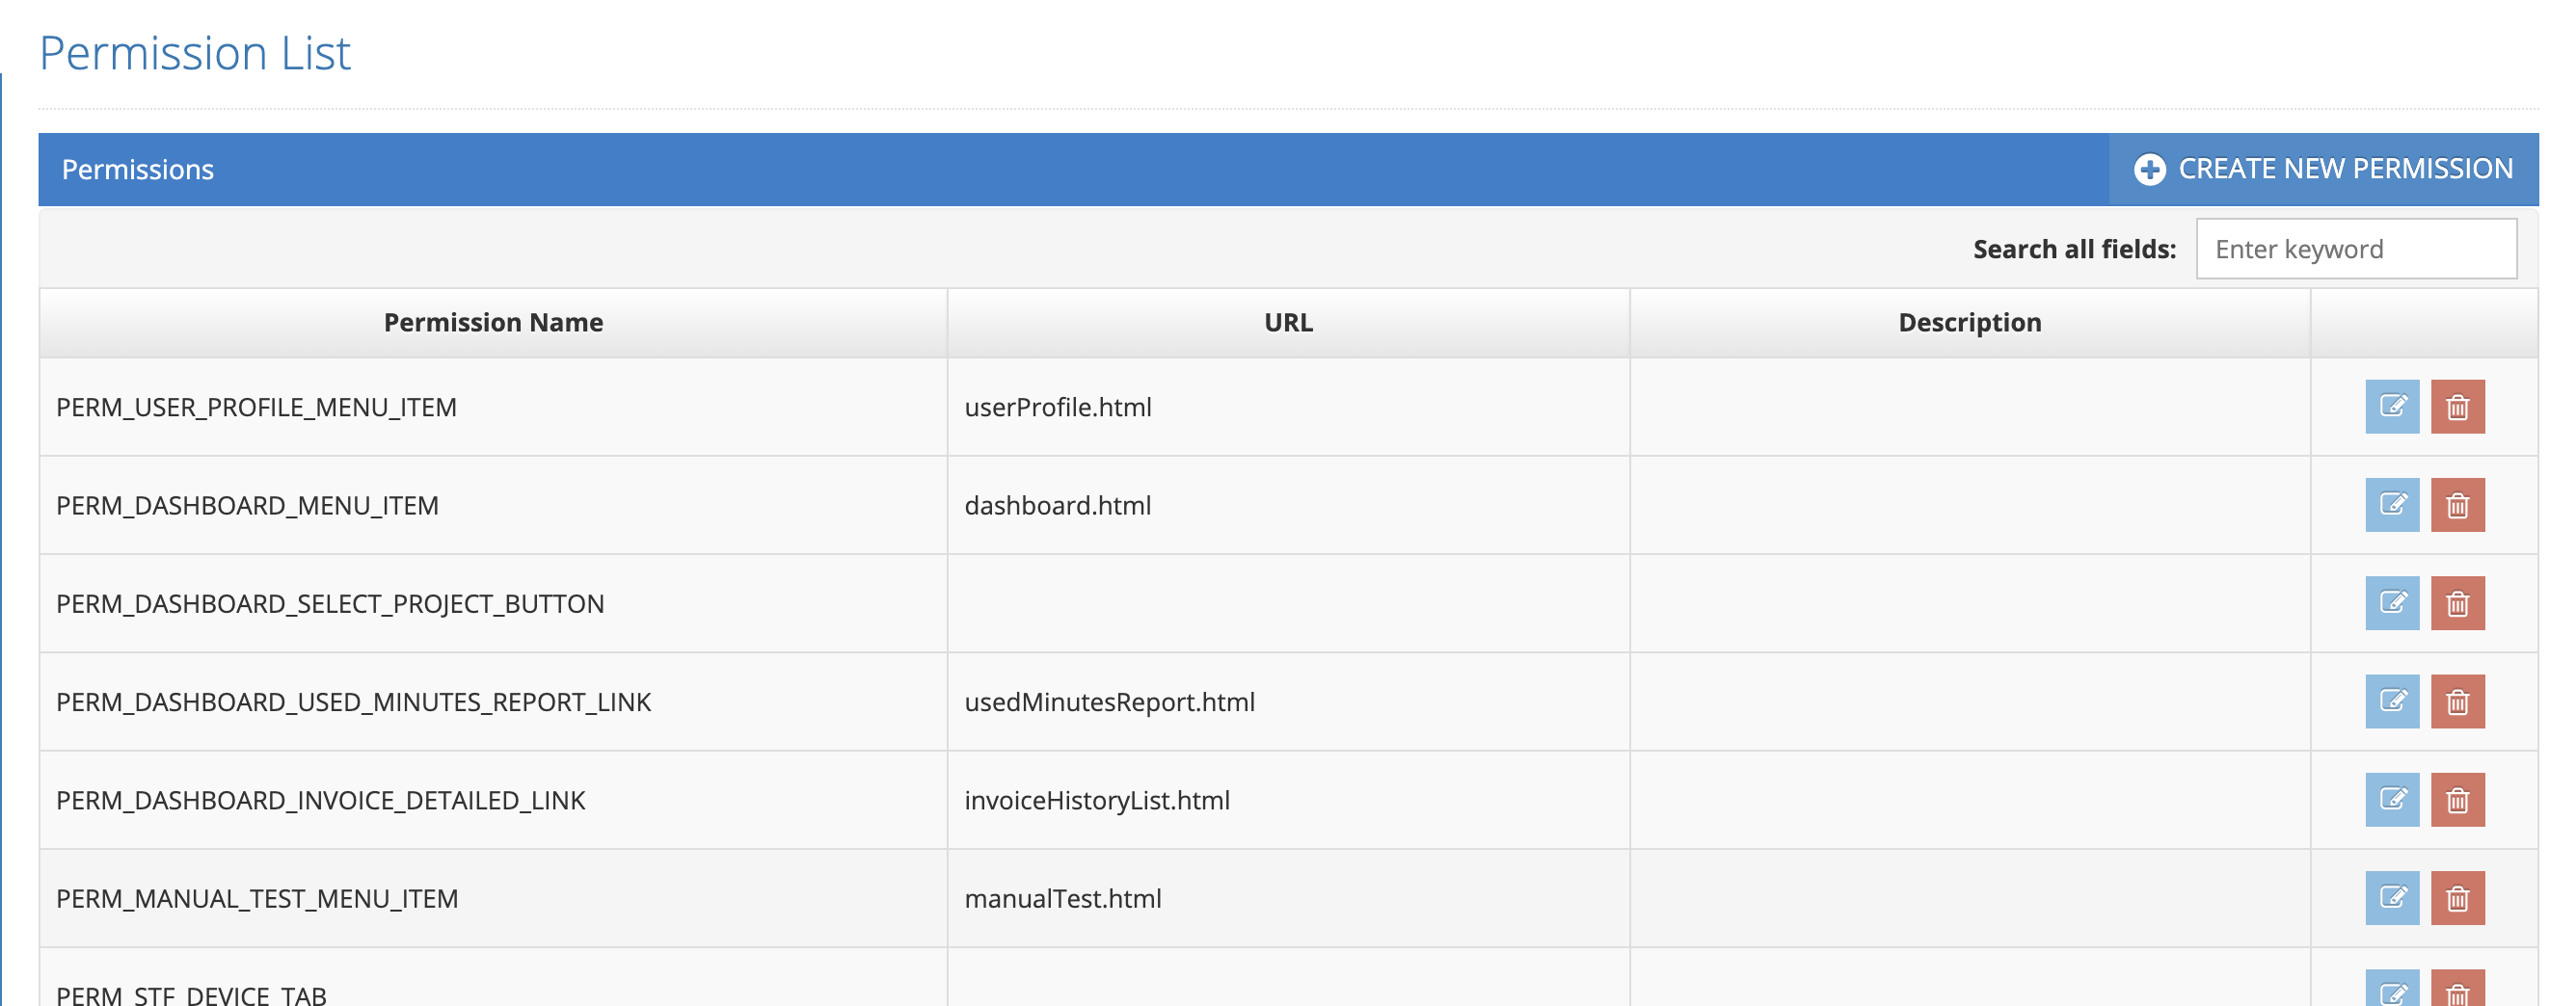 Permission List
Permissions
CREATE NEW PERMISSION
Search all fields: Enter keyword
Permission Name URL Description
PERM_USER_PROFILE_MENU_ITEM userProfile.html
PERM_DASHBOARD_MENU_ITEM dashboard.html
PERM_DASHBOARD_SELECT_PROJECT_BUTTON
PERM_DASHBOARD_USED_MINUTES_REPORT_LINK usedMinutesReport.html
PERM_DASHBOARD_INVOICE_DETAILED_LINK invoiceHistoryList.html
PERM_MANUAL_TEST_MENU_ITEM manualTest.html
PERM_STF_DEVICE_TAB